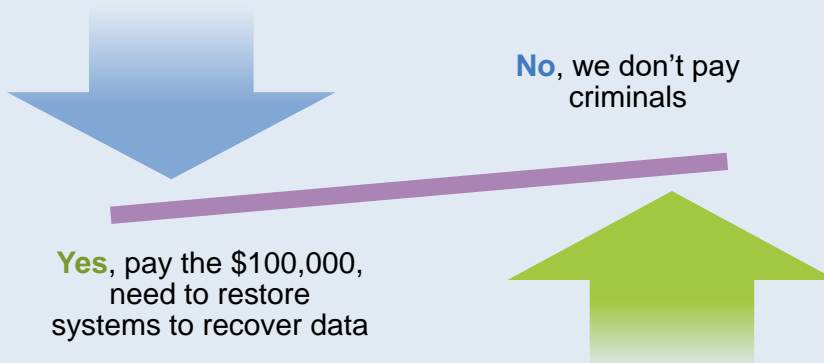 No, we don’t pay
criminals
Yes, pay the $100,000,
need to restore
systems to recover data